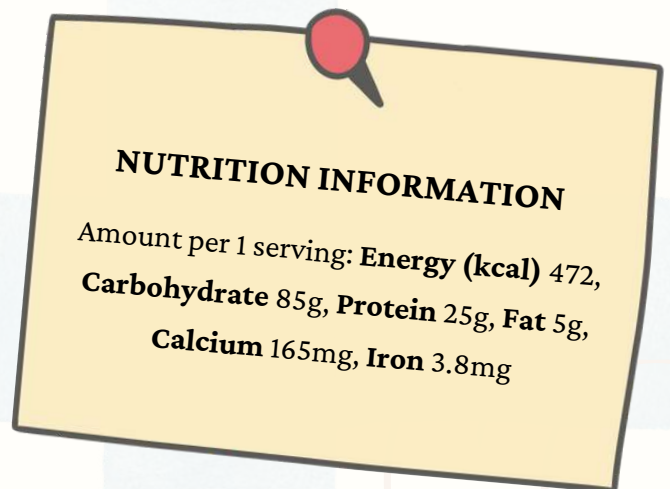 NUTRITION INFORMATION
Amount per 1 serving: Energy (kcal) 472,
Carbohydrate 85g, Protein 25g, Fat 5g,
Calcium 165mg, Iron 3.8mg